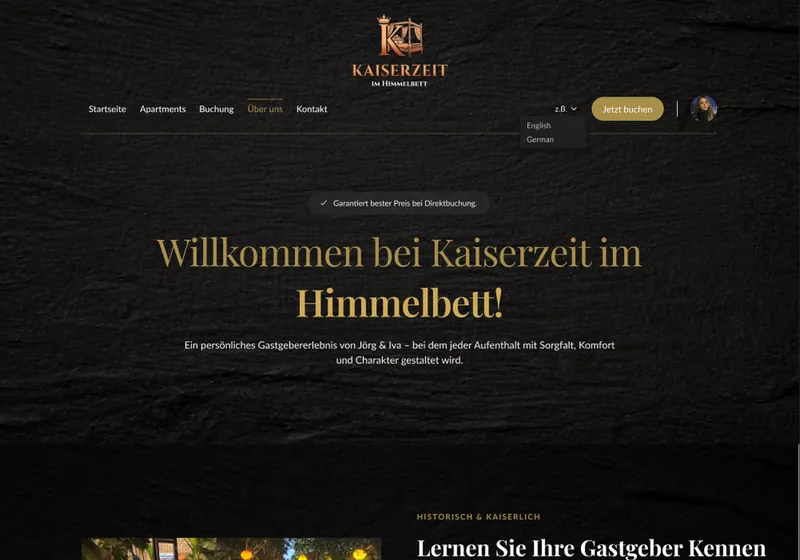 KAISERZEIT
IM HIMMELBETT
Startseite Apartments Buchung Über uns Kontakt z.B. Jetzt buchen
English
German
Garantiert bester Preis bei Direktbuchung.
Willkommen bei Kaiserzeit im
Himmelbett!
Ein persönliches Gastgebererlebnis von Jörg & Iva – bei dem jeder Aufenthalt mit Sorgfalt, Komfort
und Charakter gestaltet wird.
HISTORISCH & KAISERLICH
Lernen Sie Ihre Gastgeber Kennen